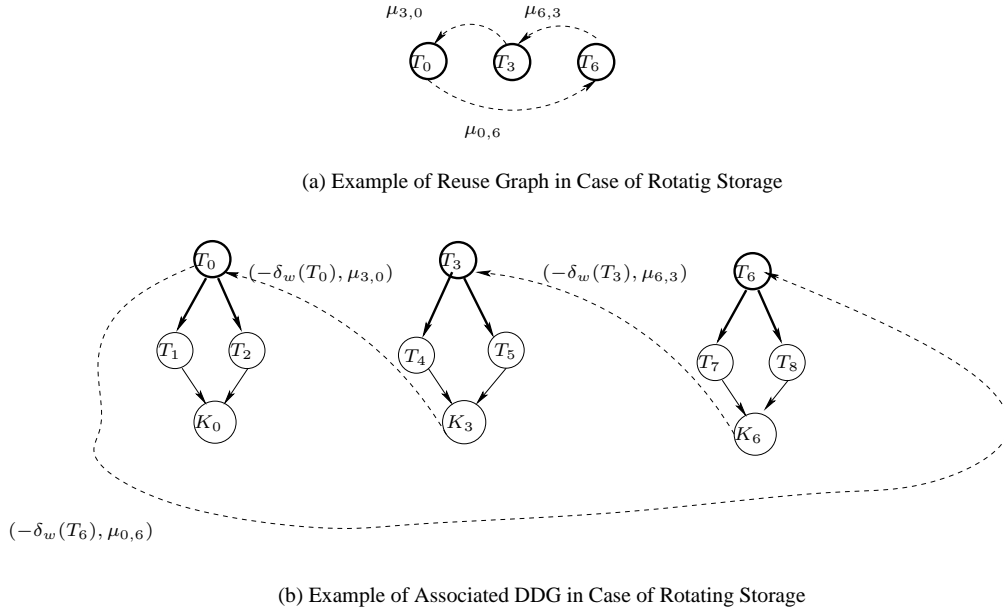 μ3,0 μ6,3
T0 T3 T6
μ0,6
(a) Example of Reuse Graph in Case of Rotatig Storage
T0 (−δw(T0), μ3,0) T3 (−δw(T3), μ6,3) T6
T1 T2 T4 T5 T7 T8
K0 K3 K6
(−δw(T6), μ0,6)
(b) Example of Associated DDG in Case of Rotating Storage